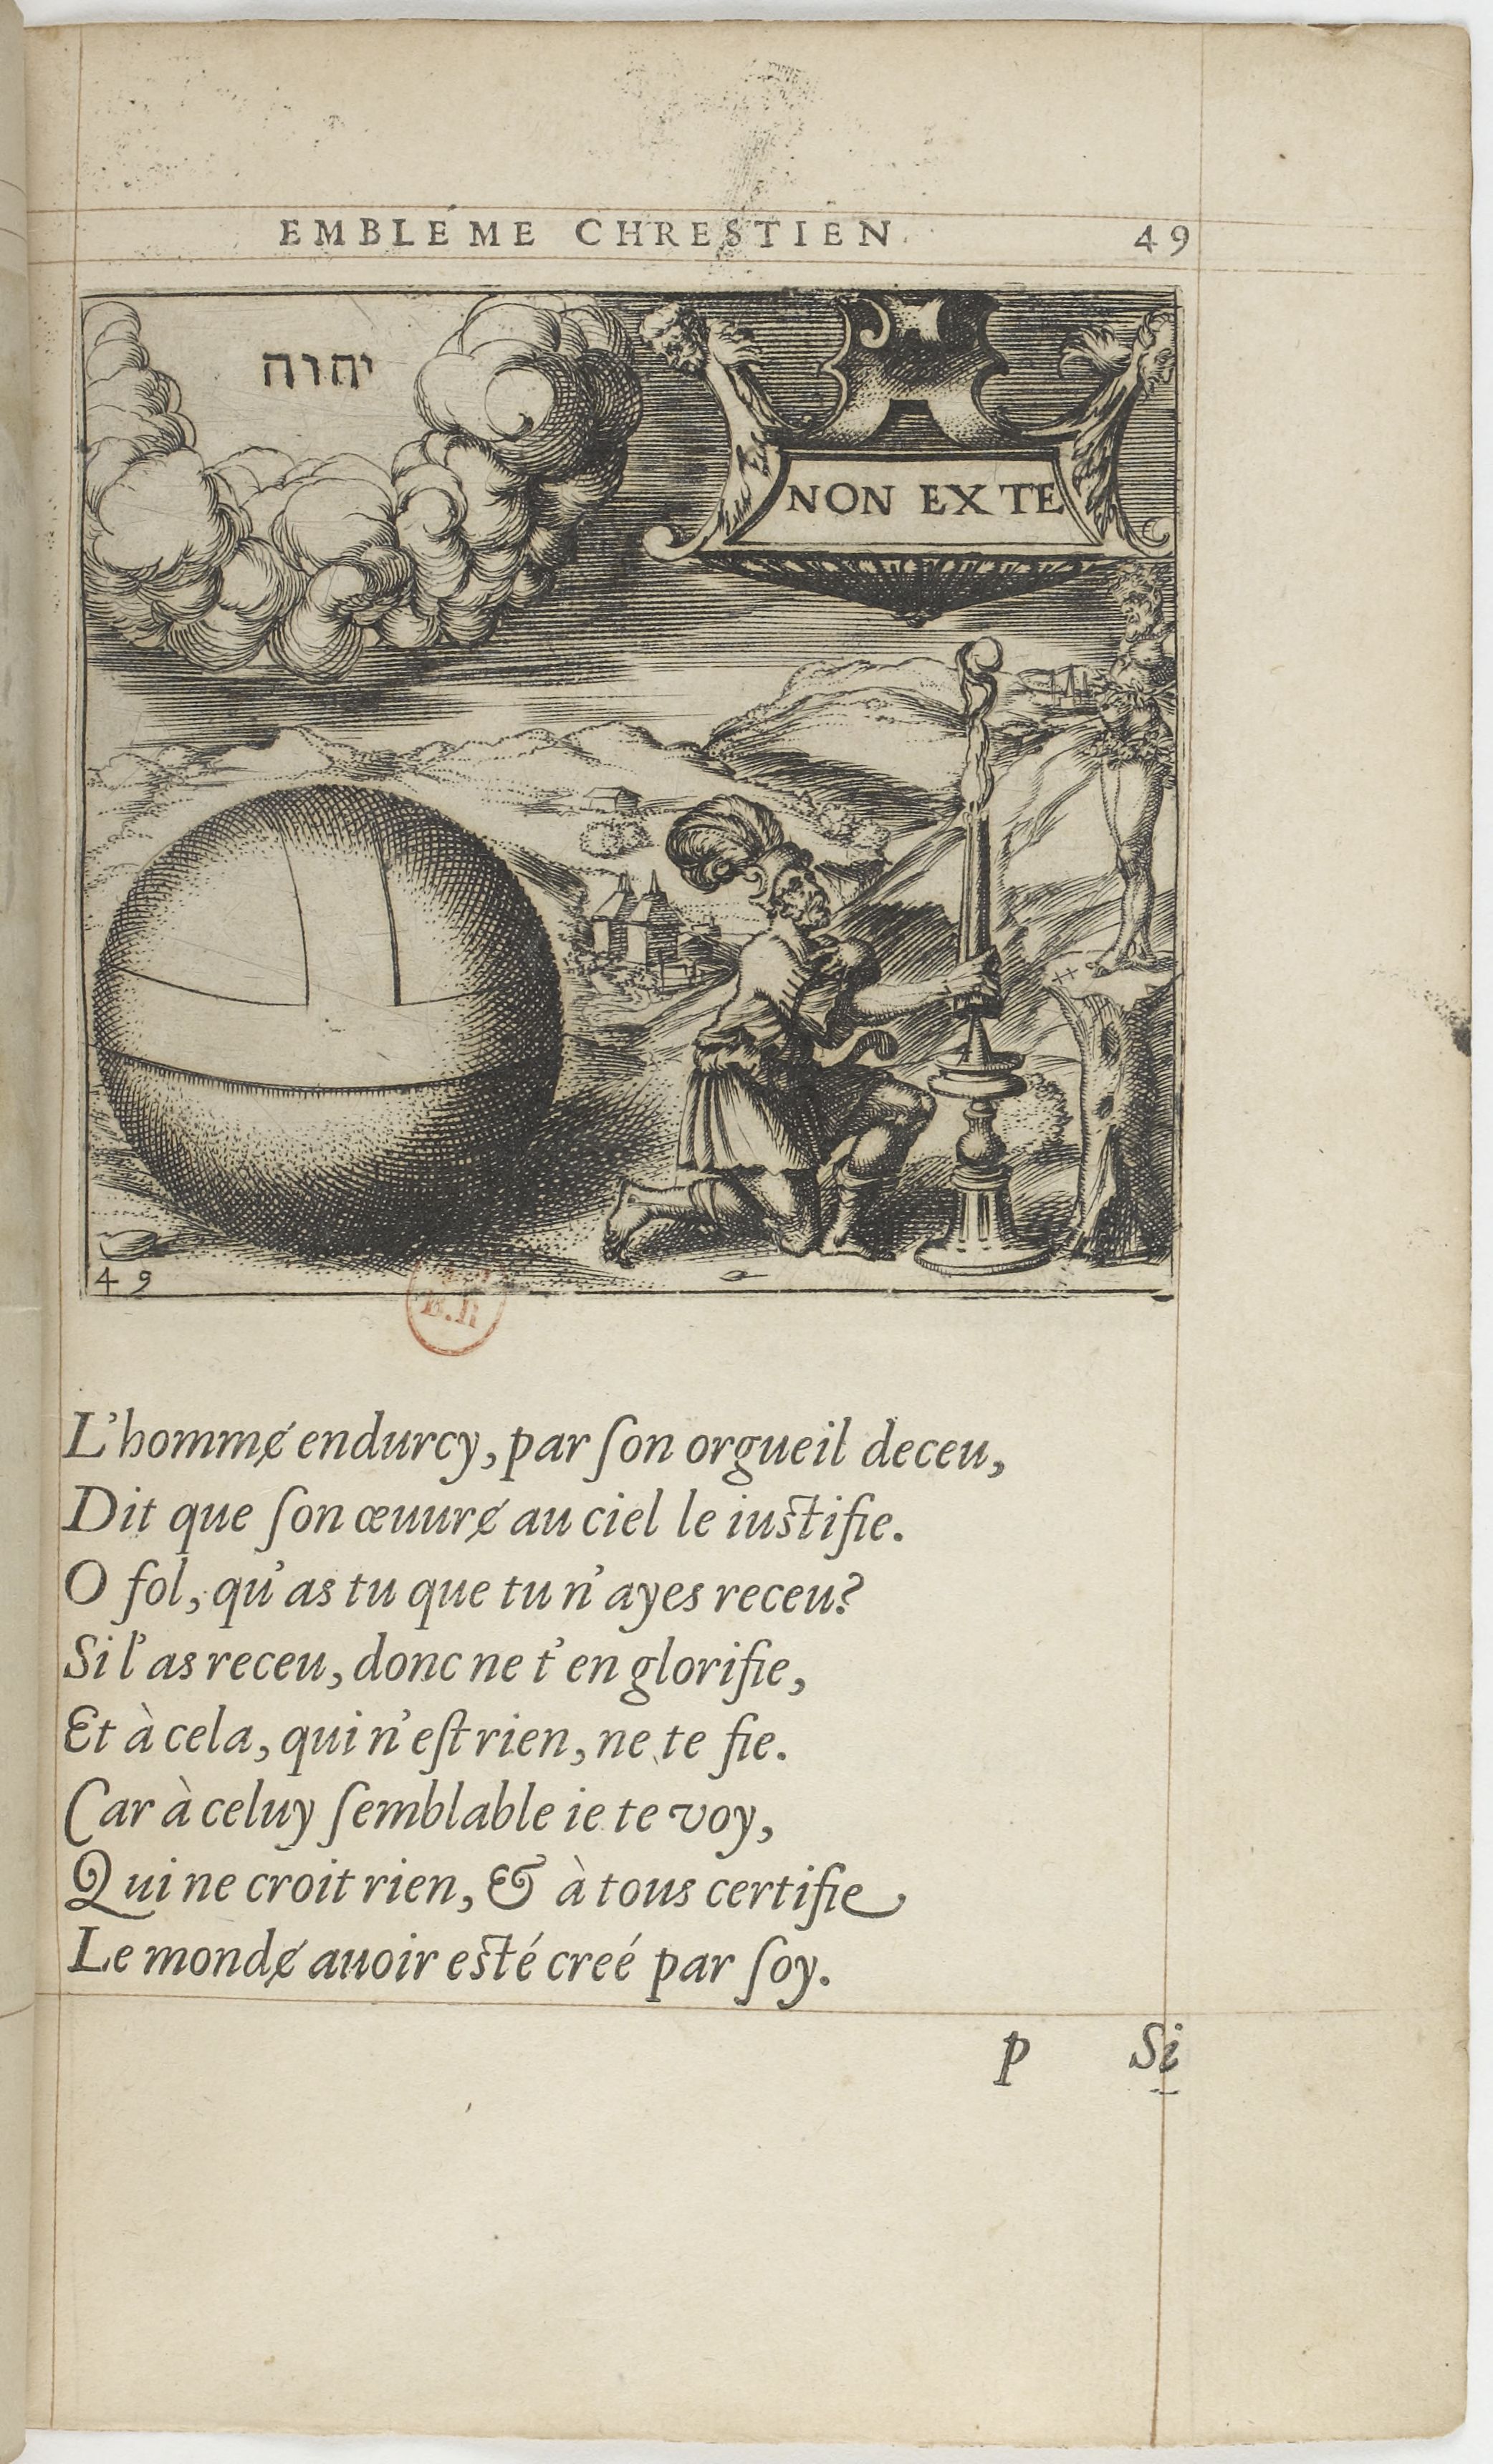 EMBLEME CHRESTIEN 49
יהוה
NON EX TE
49
L'hommɇ endurcy, par ſon orgueil deceu,
Dit que ſon œuurɇ au ciel le iuſtifie.
O fol, qu'as tu que tu n'ayes receu?
Si l'as receu, donc ne t'en glorifie,
Et à cela, qui n'eſt rien, ne te fie.
Car à celuy ſemblable ie te voy,
Qui ne croit rien, & à tous certifie
Le mondɇ auoir eſté creé par ſoy.
p Si